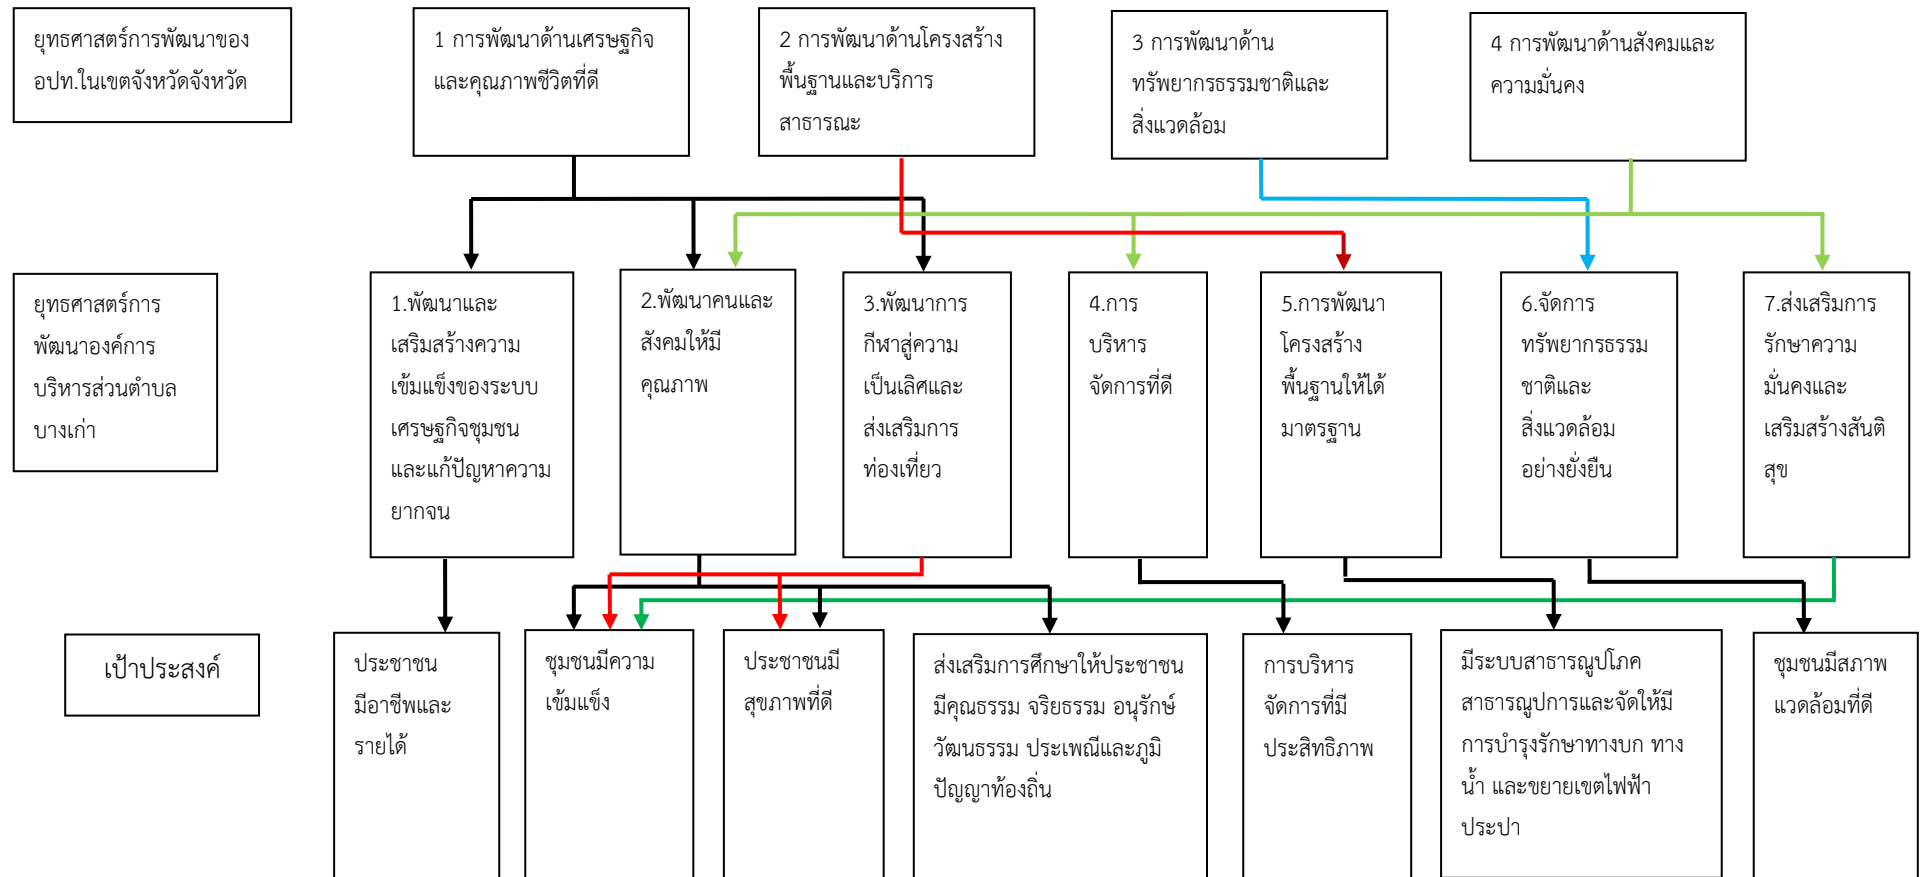 ยุทธศาสตร์การพัฒนาของ
อปท.ในเขตจังหวัดจังหวัด
1 การพัฒนาด้านเศรษฐกิจ
และคุณภาพชีวิตที่ดี
2 การพัฒนาด้านโครงสร้าง
พื้นฐานและบริการ
สาธารณะ
3 การพัฒนาด้าน
ทรัพยากรธรรมชาติและ
สิ่งแวดล้อม
4 การพัฒนาด้านสังคมและ
ความมั่นคง
ยุทธศาสตร์การ
พัฒนาองค์การ
บริหารส่วนตำบล
บางเก่า
1.พัฒนาและ
เสริมสร้างความ
เข้มแข็งของระบบ
เศรษฐกิจชุมชน
และแก้ปัญหาความ
ยากจน
2.พัฒนาคนและ
สังคมให้มี
คุณภาพ
3.พัฒนาการ
กีฬาสู่ความ
เป็นเลิศและ
ส่งเสริมการ
ท่องเที่ยว
4.การ
บริหาร
จัดการที่ดี
5.การพัฒนา
โครงสร้าง
พื้นฐานให้ได้
มาตรฐาน
6.จัดการ
ทรัพยากรธรรม
ชาติและ
สิ่งแวดล้อม
อย่างยั่งยืน
7.ส่งเสริมการ
รักษาความ
มั่นคงและ
เสริมสร้างสันติ
สุข
เป้าประสงค์
ประชาชน
มีอาชีพและ
รายได้
ชุมชนมีความ
เข้มแข็ง
ประชาชนมี
สุขภาพที่ดี
ส่งเสริมการศึกษาให้ประชาชน
มีคุณธรรม จริยธรรม อนุรักษ์
วัฒนธรรม ประเพณีและภูมิ
ปัญญาท้องถิ่น
การบริหาร
จัดการที่มี
ประสิทธิภาพ
มีระบบสาธารณูปโภค
สาธารณูปการและจัดให้มี
การบำรุงรักษาทางบก ทาง
น้ำ และขยายเขตไฟฟ้า
ประปา
ชุมชนมีสภาพ
แวดล้อมที่ดี